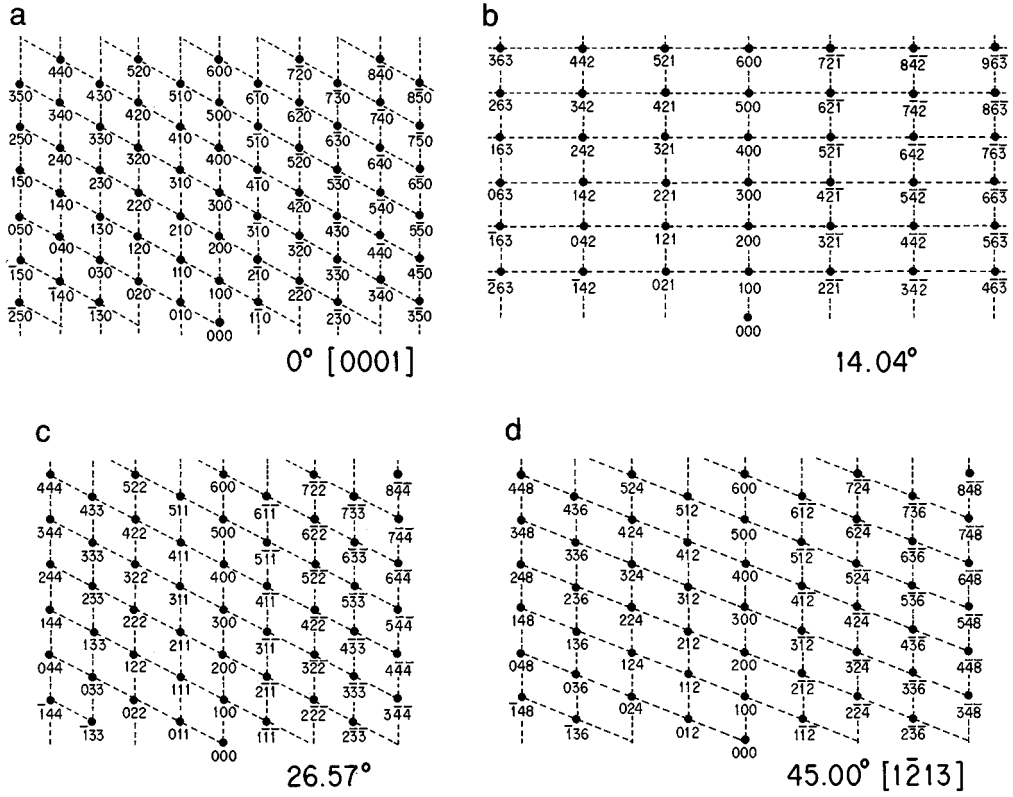 a
440 520 600 72̅0 84̅0
350 430 510 61̅0 73̅0 85̅0
340 420 500 62̅0 74̅0
250 330 410 51̅0 63̅0 75̅0
240 320 400 52̅0 64̅0
150 230 310 41̅0 53̅0 65̅0
140 220 300 42̅0 54̅0
050 130 210 31̅0 43̅0 55̅0
040 120 200 32̅0 44̅0
1̅50 030 110 21̅0 33̅0 45̅0
1̅40 020 100 22̅0 34̅0
2̅50 1̅30 010 11̅0 23̅0 35̅0
000
0° [0001]
b
363 442 521 600 72̅1̅ 84̅2̅ 96̅3̅
263 342 421 500 62̅1̅ 74̅2̅ 86̅3̅
163 242 321 400 52̅1̅ 64̅2̅ 76̅3̅
063 142 221 300 42̅1̅ 54̅2̅ 66̅3̅
1̅63 042 121 200 32̅1̅ 44̅2̅ 56̅3̅
2̅63 1̅42 021 100 22̅1̅ 34̅2̅ 46̅3̅
000
14.04°
c
444 522 600 72̅2̅ 84̅4̅
433 511 61̅1̅ 73̅3̅
344 422 500 62̅2̅ 74̅4̅
333 411 51̅1̅ 63̅3̅
244 322 400 52̅2̅ 64̅4̅
233 311 41̅1̅ 53̅3̅
144 222 300 42̅2̅ 54̅4̅
133 211 31̅1̅ 43̅3̅
044 122 200 32̅2̅ 44̅4̅
033 111 21̅1̅ 33̅3̅
1̅44 022 100 22̅2̅ 34̅4̅
1̅33 011 11̅1̅ 23̅3̅
000
26.57°
d
448 524 600 72̅4̅ 84̅8̅
436 512 61̅2̅ 73̅6̅
348 424 500 62̅4̅ 74̅8̅
336 412 51̅2̅ 63̅6̅
248 324 400 52̅4̅ 64̅8̅
236 312 41̅2̅ 53̅6̅
148 224 300 42̅4̅ 54̅8̅
136 212 31̅2̅ 43̅6̅
048 124 200 32̅4̅ 44̅8̅
036 112 21̅2̅ 33̅6̅
1̅48 024 100 22̅4̅ 34̅8̅
1̅36 012 11̅2̅ 23̅6̅
000
45.00° [12̅13]